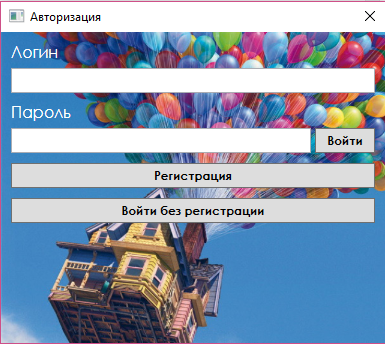 Авторизация
Логин
Пароль
Войти
Регистрация
Войти без регистрации